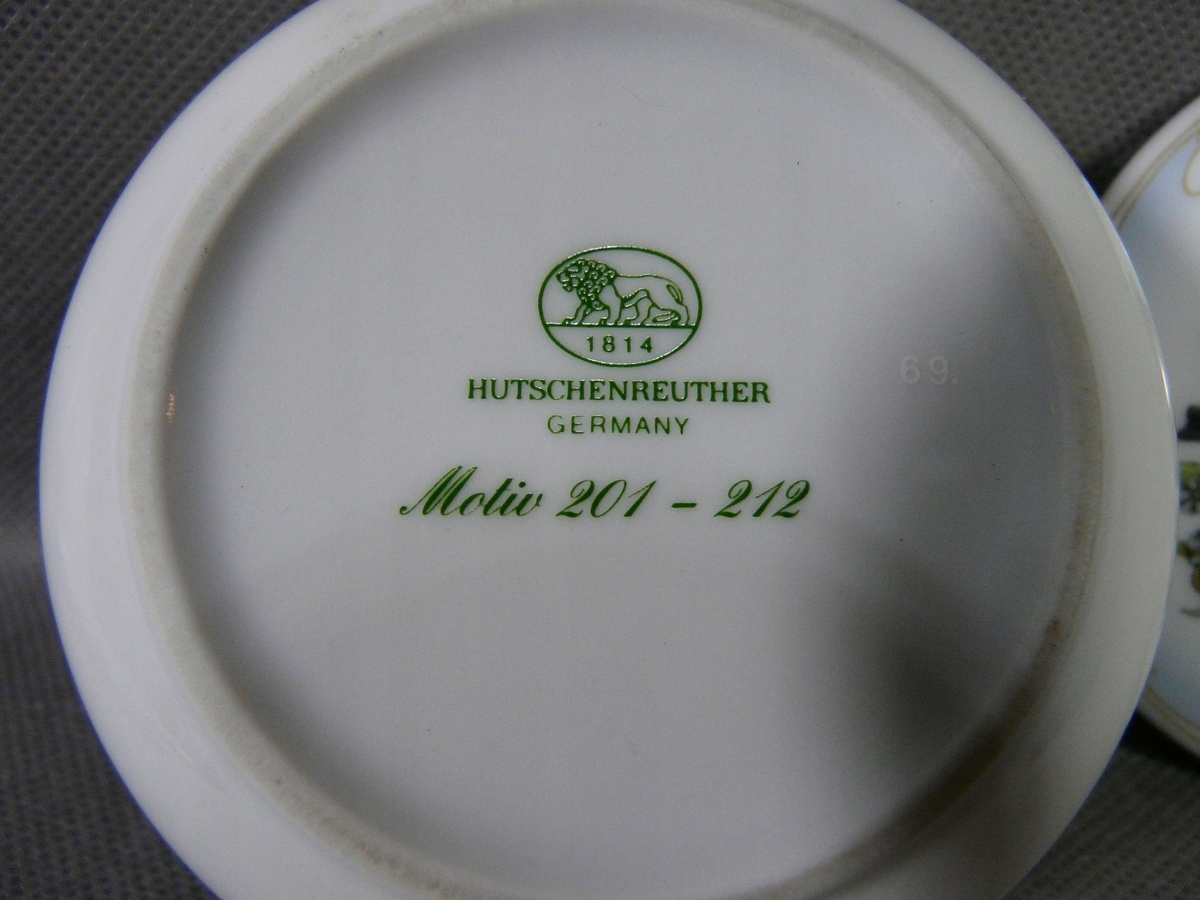 1814
HUTSCHENREUTHER
GERMANY
Motiv 201 - 212
69.